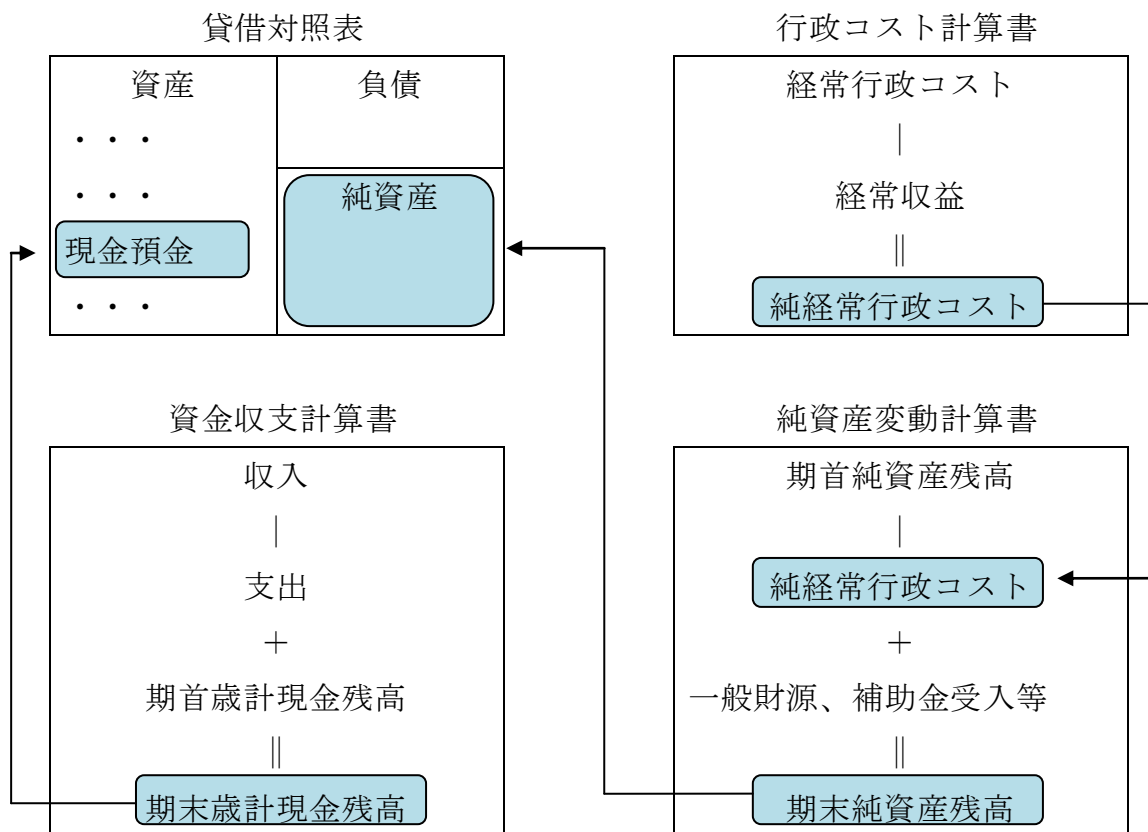 貸借対照表
資産
・・・
・・・
現金預金
・・・
負債
純資産
行政コスト計算書
経常行政コスト
｜
経常収益
||
純経常行政コスト
資金収支計算書
収入
｜
支出
＋
期首歳計現金残高
||
期末歳計現金残高
純資産変動計算書
期首純資産残高
｜
純経常行政コスト
＋
一般財源、補助金受入等
||
期末純資産残高